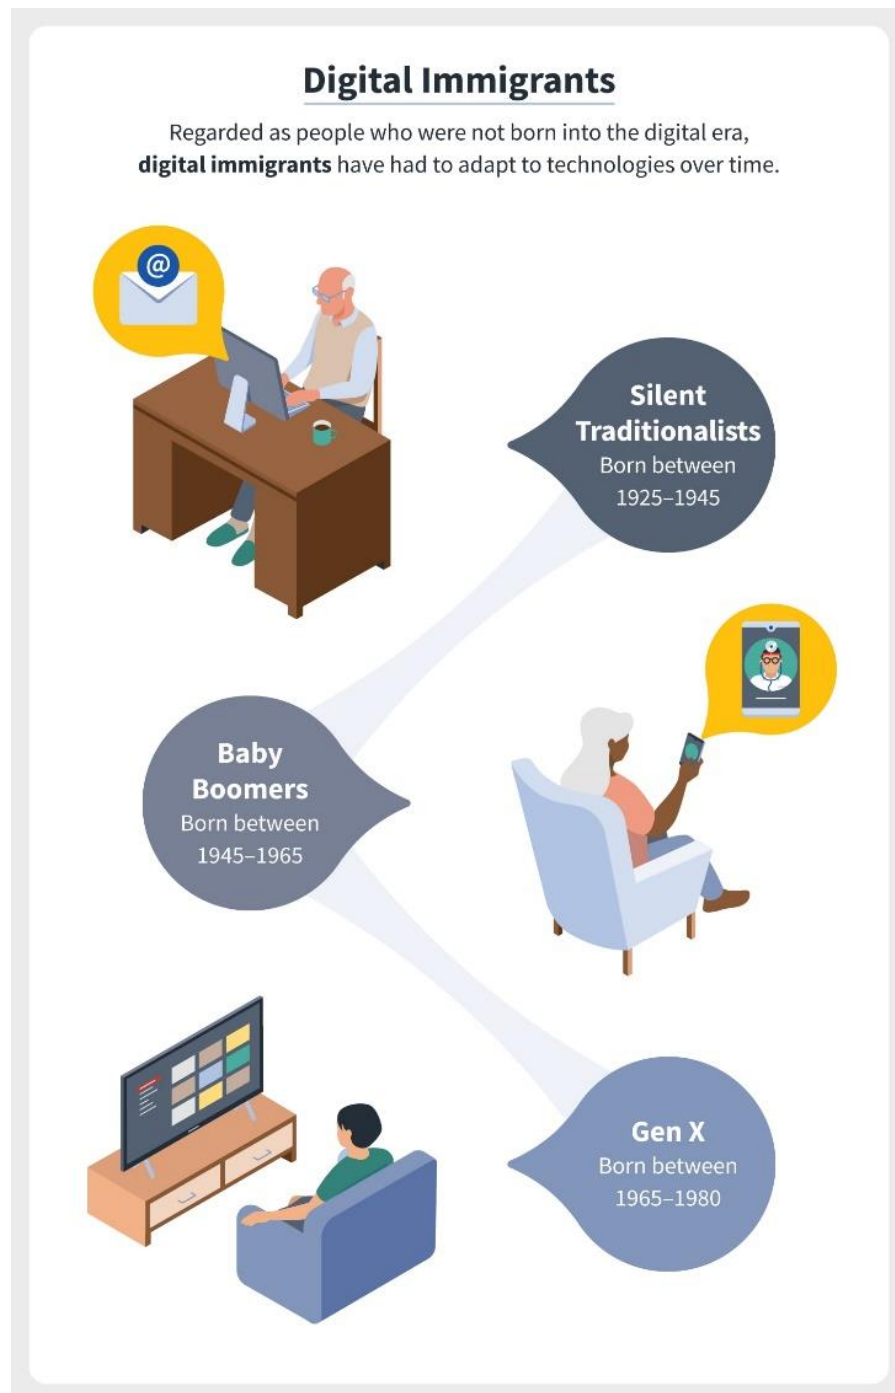 Digital Immigrants
Regarded as people who were not born into the digital era,
digital immigrants have had to adapt to technologies over time.
@
Silent
Traditionalists
Born between
1925–1945
Baby
Boomers
Born between
1945–1965
Gen X
Born between
1965–1980